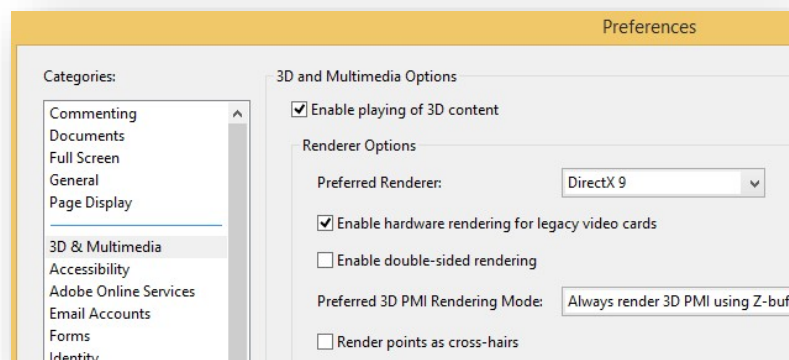 Preferences
Categories:
Commenting
Documents
Full Screen
General
Page Display
3D & Multimedia
Accessibility
Adobe Online Services
Email Accounts
Forms
Identity
3D and Multimedia Options
Enable playing of 3D content
Renderer Options
Preferred Renderer: DirectX 9
Enable hardware rendering for legacy video cards
Enable double-sided rendering
Preferred 3D PMI Rendering Mode: Always render 3D PMI using Z-buf
Render points as cross-hairs